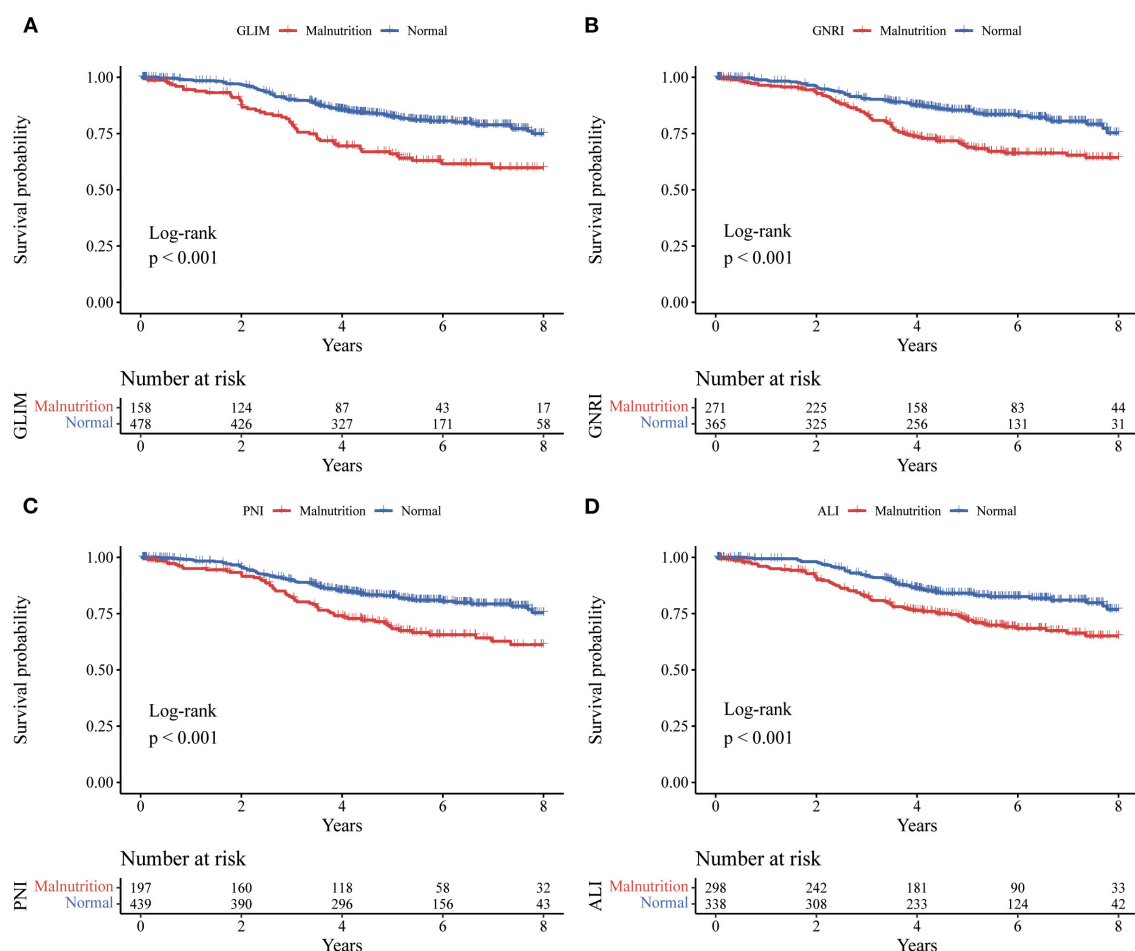 A
GLIM Malnutrition Normal
Survival probability
1.00
0.75
0.50
0.25
0.00
Log-rank
p < 0.001
0 2 4 6 8
Years
Number at risk
GLIM
Malnutrition 158 124 87 43 17
Normal 478 426 327 171 58
0 2 4 6 8
Years
B
GNRI Malnutrition Normal
Survival probability
1.00
0.75
0.50
0.25
0.00
Log-rank
p < 0.001
0 2 4 6 8
Years
Number at risk
GNRI
Malnutrition 271 225 158 83 44
Normal 365 325 256 131 31
0 2 4 6 8
Years
C
PNI Malnutrition Normal
Survival probability
1.00
0.75
0.50
0.25
0.00
Log-rank
p < 0.001
0 2 4 6 8
Years
Number at risk
PNI
Malnutrition 197 160 118 58 32
Normal 439 390 296 156 43
0 2 4 6 8
Years
D
ALI Malnutrition Normal
Survival probability
1.00
0.75
0.50
0.25
0.00
Log-rank
p < 0.001
0 2 4 6 8
Years
Number at risk
ALI
Malnutrition 298 242 181 90 33
Normal 338 308 233 124 42
0 2 4 6 8
Years